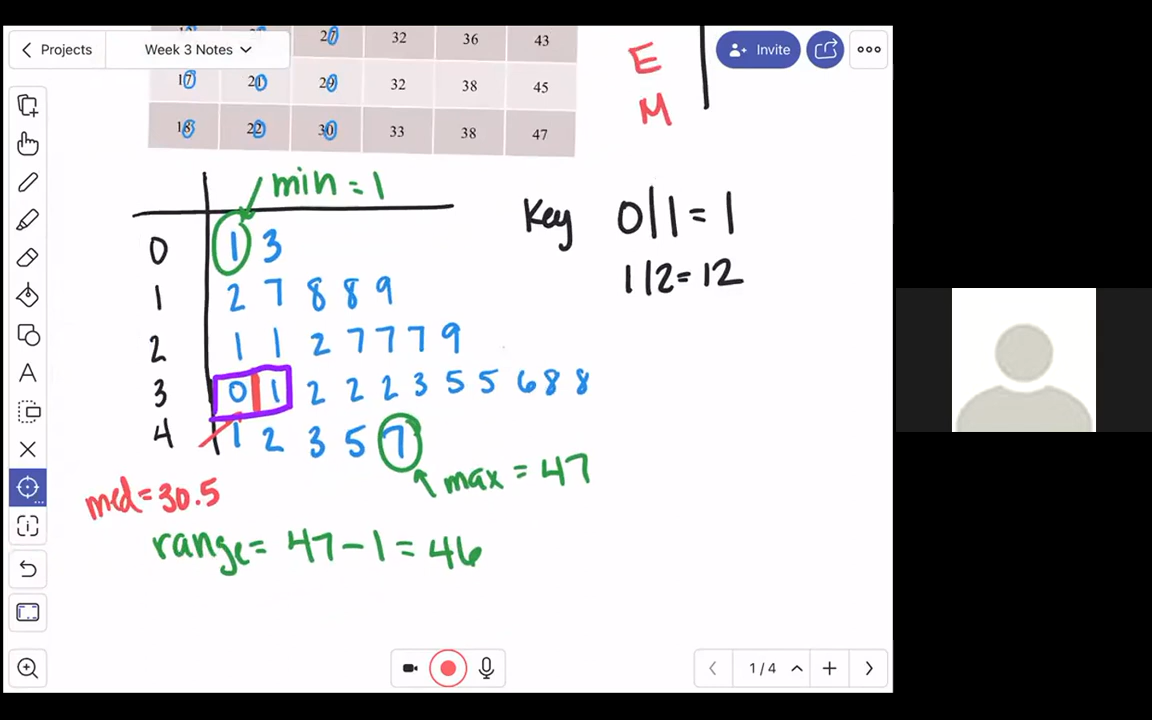 Projects
Week 3 Notes
Invite
27 32 36 43
17 21 29 32 38 45
18 22 30 33 38 47
E
M
min = 1
0 1 3
1 2 7 8 8 9
2 1 1 2 7 7 7 9
3 0 1 2 2 2 3 5 5 6 8 8
4 1 2 3 5 7
Key 0|1 = 1
1|2 = 12
max = 47
med = 30.5
range = 47 - 1 = 46
1 / 4